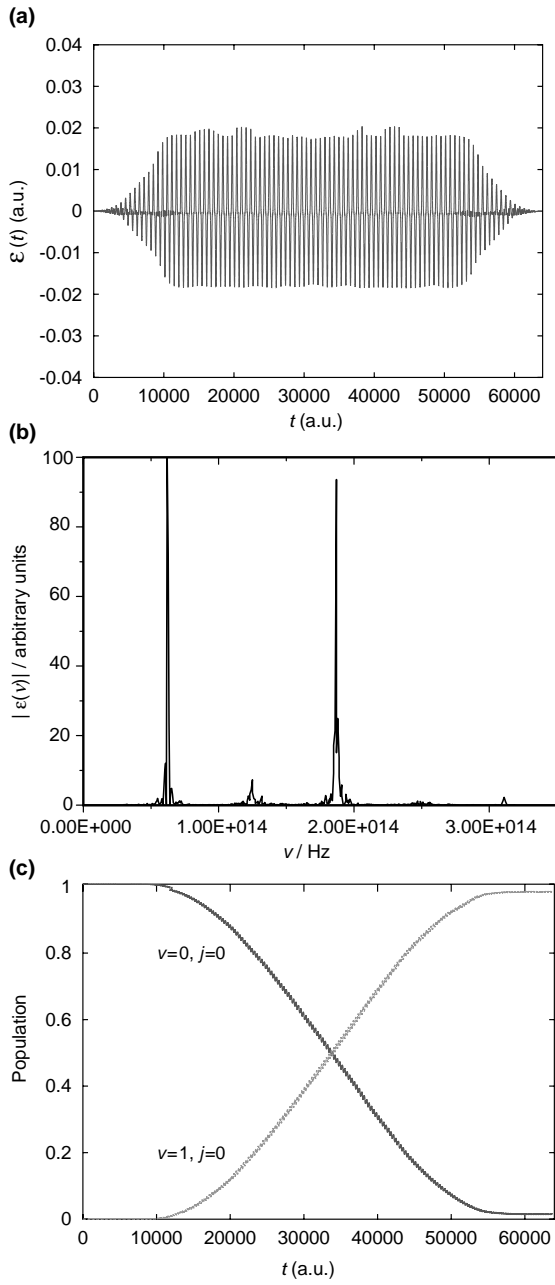 (a)
0.04
0.03
0.02
0.01
0
-0.01
-0.02
-0.03
-0.04
ε (t) (a.u.)
0 10000 20000 30000 40000 50000 60000
t (a.u.)
(b)
100
80
60
40
20
0
| ε(ν)| / arbitrary units
0.00E+000 1.00E+014 2.00E+014 3.00E+014
ν / Hz
(c)
1
0.8
0.6
0.4
0.2
0
Population
v=0, j=0
v=1, j=0
0 10000 20000 30000 40000 50000 60000
t (a.u.)